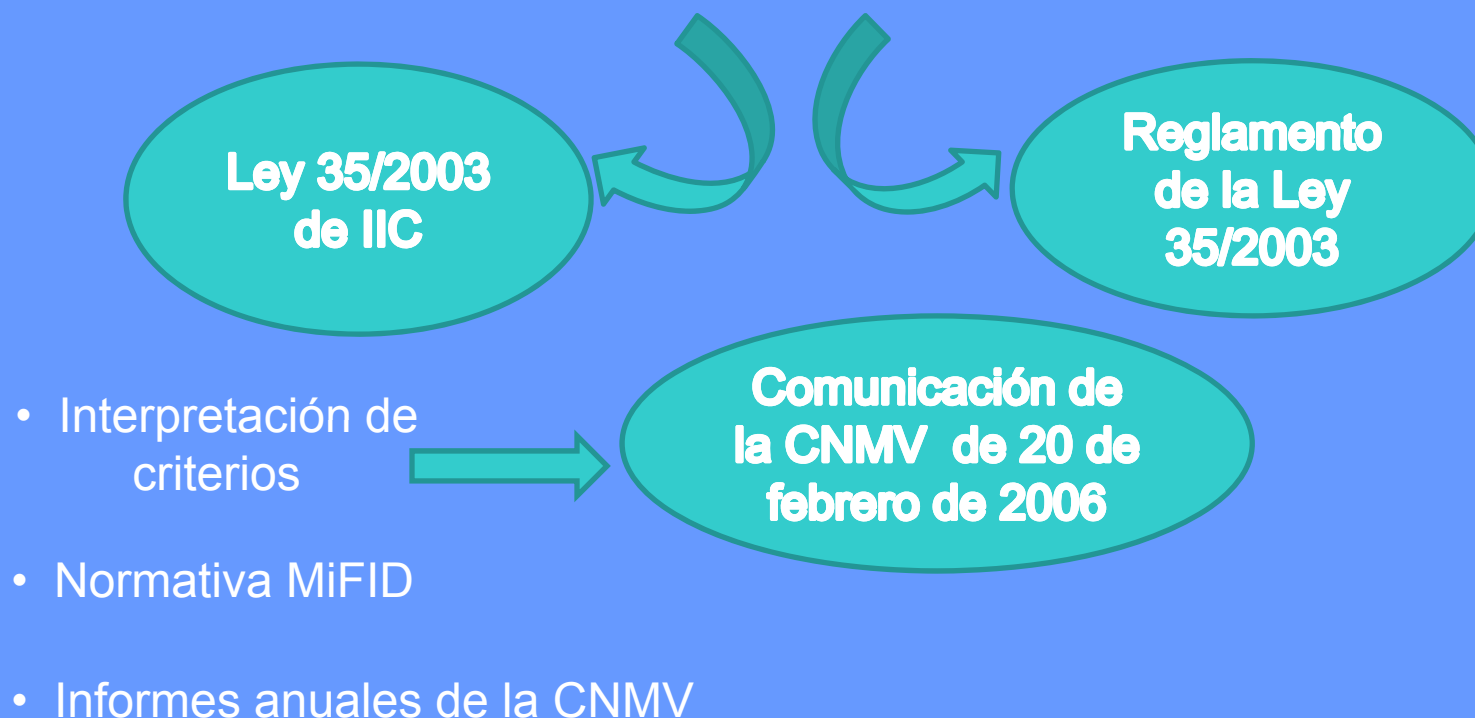 Ley 35/2003
de IIC
Reglamento
de la Ley
35/2003
• Interpretación de
criterios
Comunicación de
la CNMV de 20 de
febrero de 2006
• Normativa MiFID
• Informes anuales de la CNMV